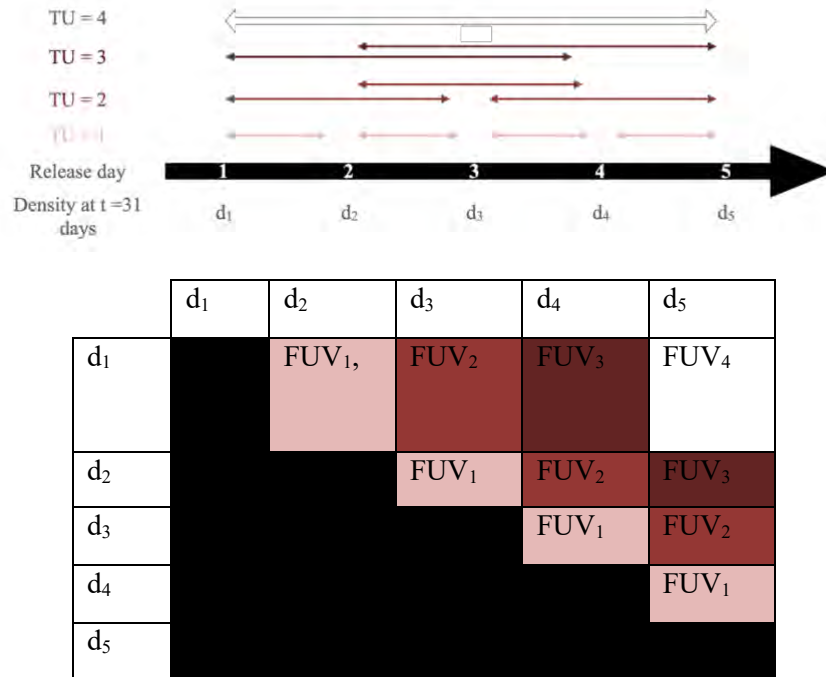 TU = 4
TU = 3
TU = 2
TU = 1
Release day 1 2 3 4 5
Density at t =31 days d₁ d₂ d₃ d₄ d₅
d₁ d₂ d₃ d₄ d₅
d₁ FUV₁, FUV₂ FUV₃ FUV₄
d₂ FUV₁ FUV₂ FUV₃
d₃ FUV₁ FUV₂
d₄ FUV₁
d₅